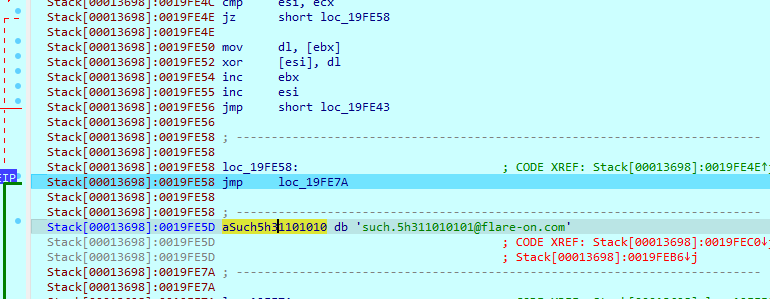 Stack[00013698]:0019FE4C cmp     esi, ecx
Stack[00013698]:0019FE4E jz      short loc_19FE58
Stack[00013698]:0019FE4E
Stack[00013698]:0019FE50 mov     dl, [ebx]
Stack[00013698]:0019FE52 xor     [esi], dl
Stack[00013698]:0019FE54 inc     ebx
Stack[00013698]:0019FE55 inc     esi
Stack[00013698]:0019FE56 jmp     short loc_19FE43
Stack[00013698]:0019FE56
Stack[00013698]:0019FE58 ; ---------------------------------------------------------------------------
Stack[00013698]:0019FE58
Stack[00013698]:0019FE58 loc_19FE58:                             ; CODE XREF: Stack[00013698]:0019FE4E↑j
EIP Stack[00013698]:0019FE58 jmp     loc_19FE7A
Stack[00013698]:0019FE58
Stack[00013698]:0019FE58 ; ---------------------------------------------------------------------------
Stack[00013698]:0019FE5D aSuch5h31101010 db 'such.5h311010101@flare-on.com'
Stack[00013698]:0019FE5D                                         ; CODE XREF: Stack[00013698]:0019FEC0↓j
Stack[00013698]:0019FE5D                                         ; Stack[00013698]:0019FEB6↓j
Stack[00013698]:0019FE7A ; ---------------------------------------------------------------------------
Stack[00013698]:0019FE7A